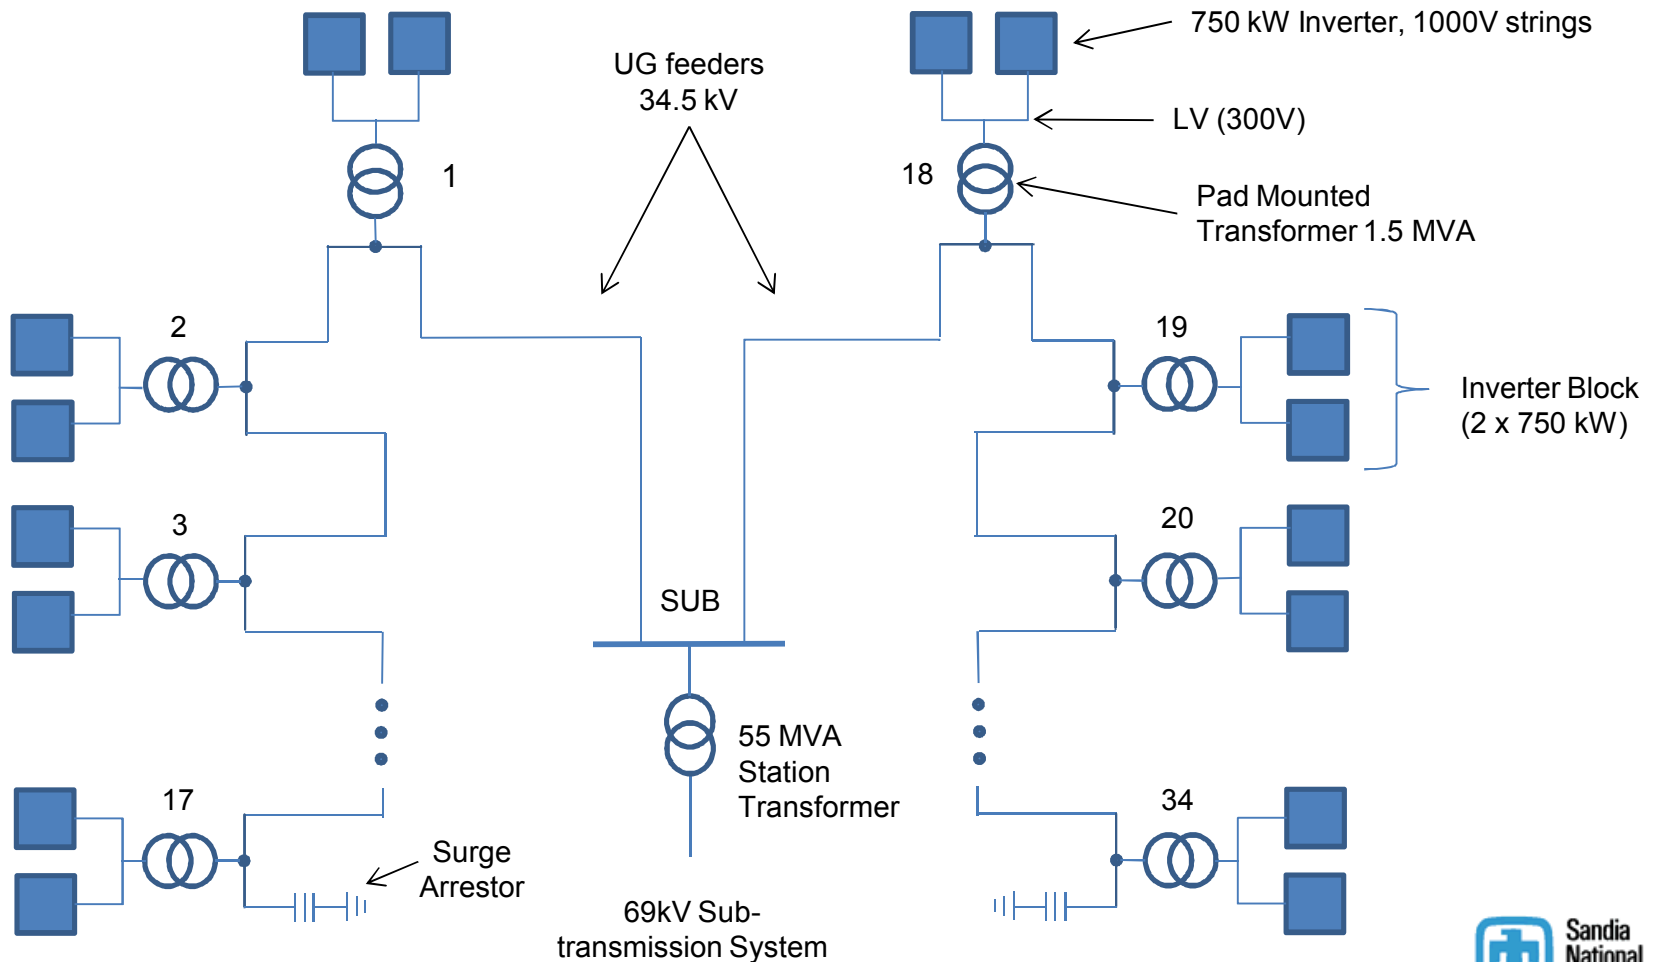 750 kW Inverter, 1000V strings
UG feeders
34.5 kV
LV (300V)
1
18
Pad Mounted
Transformer 1.5 MVA
2
19
Inverter Block
(2 x 750 kW)
3
20
SUB
55 MVA
Station
Transformer
17
34
Surge
Arrestor
69kV Sub-
transmission System
Sandia
National